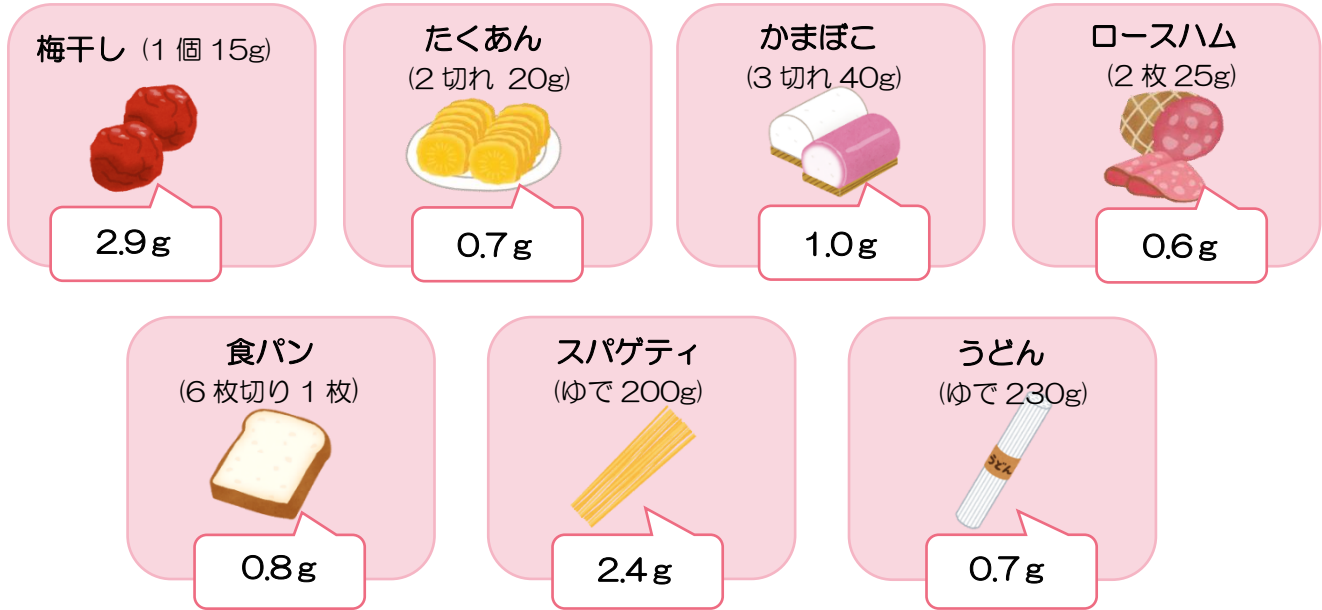 梅干し (1個 15g)
2.9g
たくあん
(2切れ 20g)
0.7g
かまぼこ
(3切れ 40g)
1.0g
ロースハム
(2枚 25g)
0.6g
食パン
(6枚切り 1枚)
0.8g
スパゲティ
(ゆで 200g)
2.4g
うどん
(ゆで 230g)
うどん
0.7g